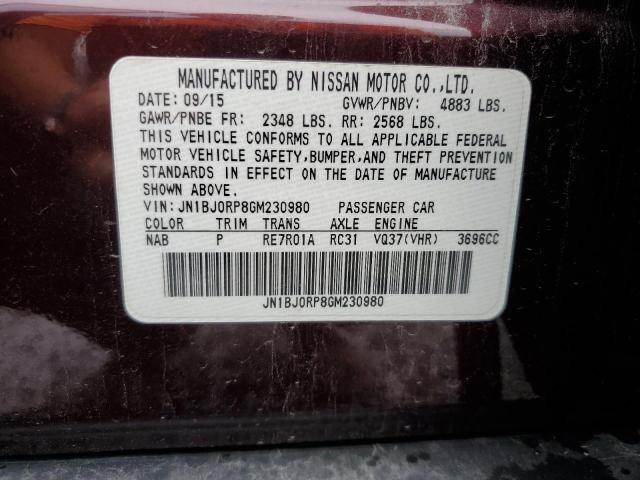 MANUFACTURED BY NISSAN MOTOR CO.,LTD.
DATE: 09/15 GVWR/PNBV: 4883 LBS.
GAWR/PNBE FR: 2348 LBS. RR: 2568 LBS.
THIS VEHICLE CONFORMS TO ALL APPLICABLE FEDERAL
MOTOR VEHICLE SAFETY,BUMPER,AND THEFT PREVENTION
STANDARDS IN EFFECT ON THE DATE OF MANUFACTURE
SHOWN ABOVE.
VIN:JN1BJ0RP8GM230980 PASSENGER CAR
COLOR TRIM TRANS AXLE ENGINE
NAB P RE7R01A RC31 VQ37(VHR) 3696CC
JN1BJ0RP8GM230980